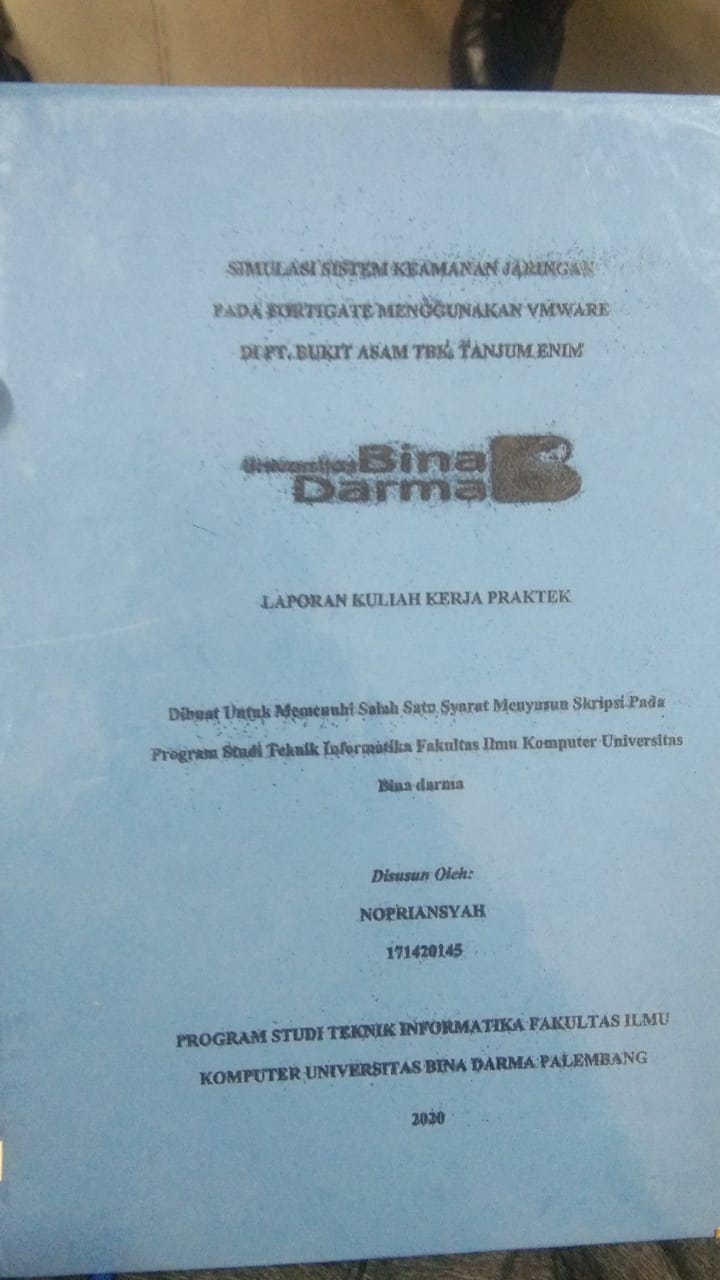 SIMULASI SISTEM KEAMANAN JARINGAN
PADA FORTIGATE MENGGUNAKAN VMWARE
DI PT. BUKIT ASAM TBK, TANJUM ENIM
Universitas Bina
Darma
LAPORAN KULIAH KERJA PRAKTEK
Dibuat Untuk Memenuhi Salah Satu Syarat Menyusun Skripsi Pada
Program Studi Teknik Informatika Fakultas Ilmu Komputer Universitas
Bina darma
Disusun Oleh:
NOPRIANSYAH
171420145
PROGRAM STUDI TEKNIK INFORMATIKA FAKULTAS ILMU
KOMPUTER UNIVERSITAS BINA DARMA PALEMBANG
2020